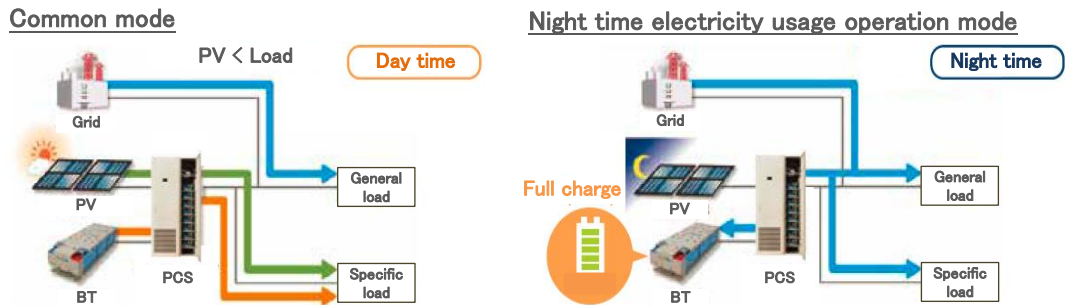 Common mode
PV < Load
Day time
Grid
PV
BT
PCS
General
load
Specific
load
Night time electricity usage operation mode
Night time
Grid
Full charge
PV
BT
PCS
General
load
Specific
load